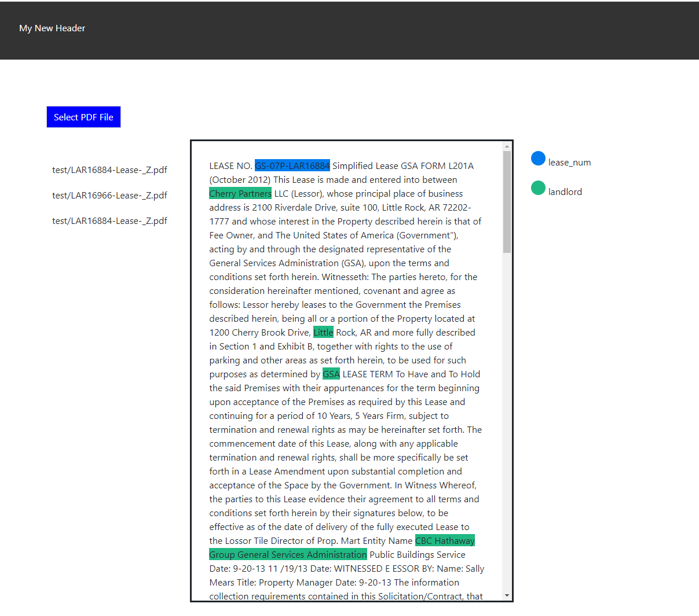 My New Header
Select PDF File
test/LAR16884-Lease-_Z.pdf
test/LAR16966-Lease-_Z.pdf
test/LAR16884-Lease-_Z.pdf
LEASE NO. GS-07P-LAR16884 Simplified Lease GSA FORM L201A
(October 2012) This Lease is made and entered into between
Cherry Partners LLC (Lessor), whose principal place of business
address is 2100 Riverdale Drive, suite 100, Little Rock, AR 72202-
1777 and whose interest in the Property described herein is that of
Fee Owner, and The United States of America (Government"),
acting by and through the designated representative of the
General Services Administration (GSA), upon the terms and
conditions set forth herein. Witnesseth: The parties hereto, for the
consideration hereinafter mentioned, covenant and agree as
follows: Lessor hereby leases to the Government the Premises
described herein, being all or a portion of the Property located at
1200 Cherry Brook Drive, Little Rock, AR and more fully described
in Section 1 and Exhibit B, together with rights to the use of
parking and other areas as set forth herein, to be used for such
purposes as determined by GSA LEASE TERM To Have and To Hold
the said Premises with their appurtenances for the term beginning
upon acceptance of the Premises as required by this Lease and
continuing for a period of 10 Years, 5 Years Firm, subject to
termination and renewal rights as may be hereinafter set forth. The
commencement date of this Lease, along with any applicable
termination and renewal rights, shall be more specifically be set
forth in a Lease Amendment upon substantial completion and
acceptance of the Space by the Government. In Witness Whereof,
the parties to this Lease evidence their agreement to all terms and
conditions set forth herein by their signatures below, to be
effective as of the date of delivery of the fully executed Lease to
the Lossor Tile Director of Prop. Mart Entity Name CBC Hathaway
Group General Services Administration Public Buildings Service
Date: 9-20-13 11 /19/13 Date: WITNESSED E ESSOR BY: Name: Sally
Mears Title: Property Manager Date: 9-20-13 The information
collection requirements contained in this Solicitation/Contract, that
lease_num
landlord